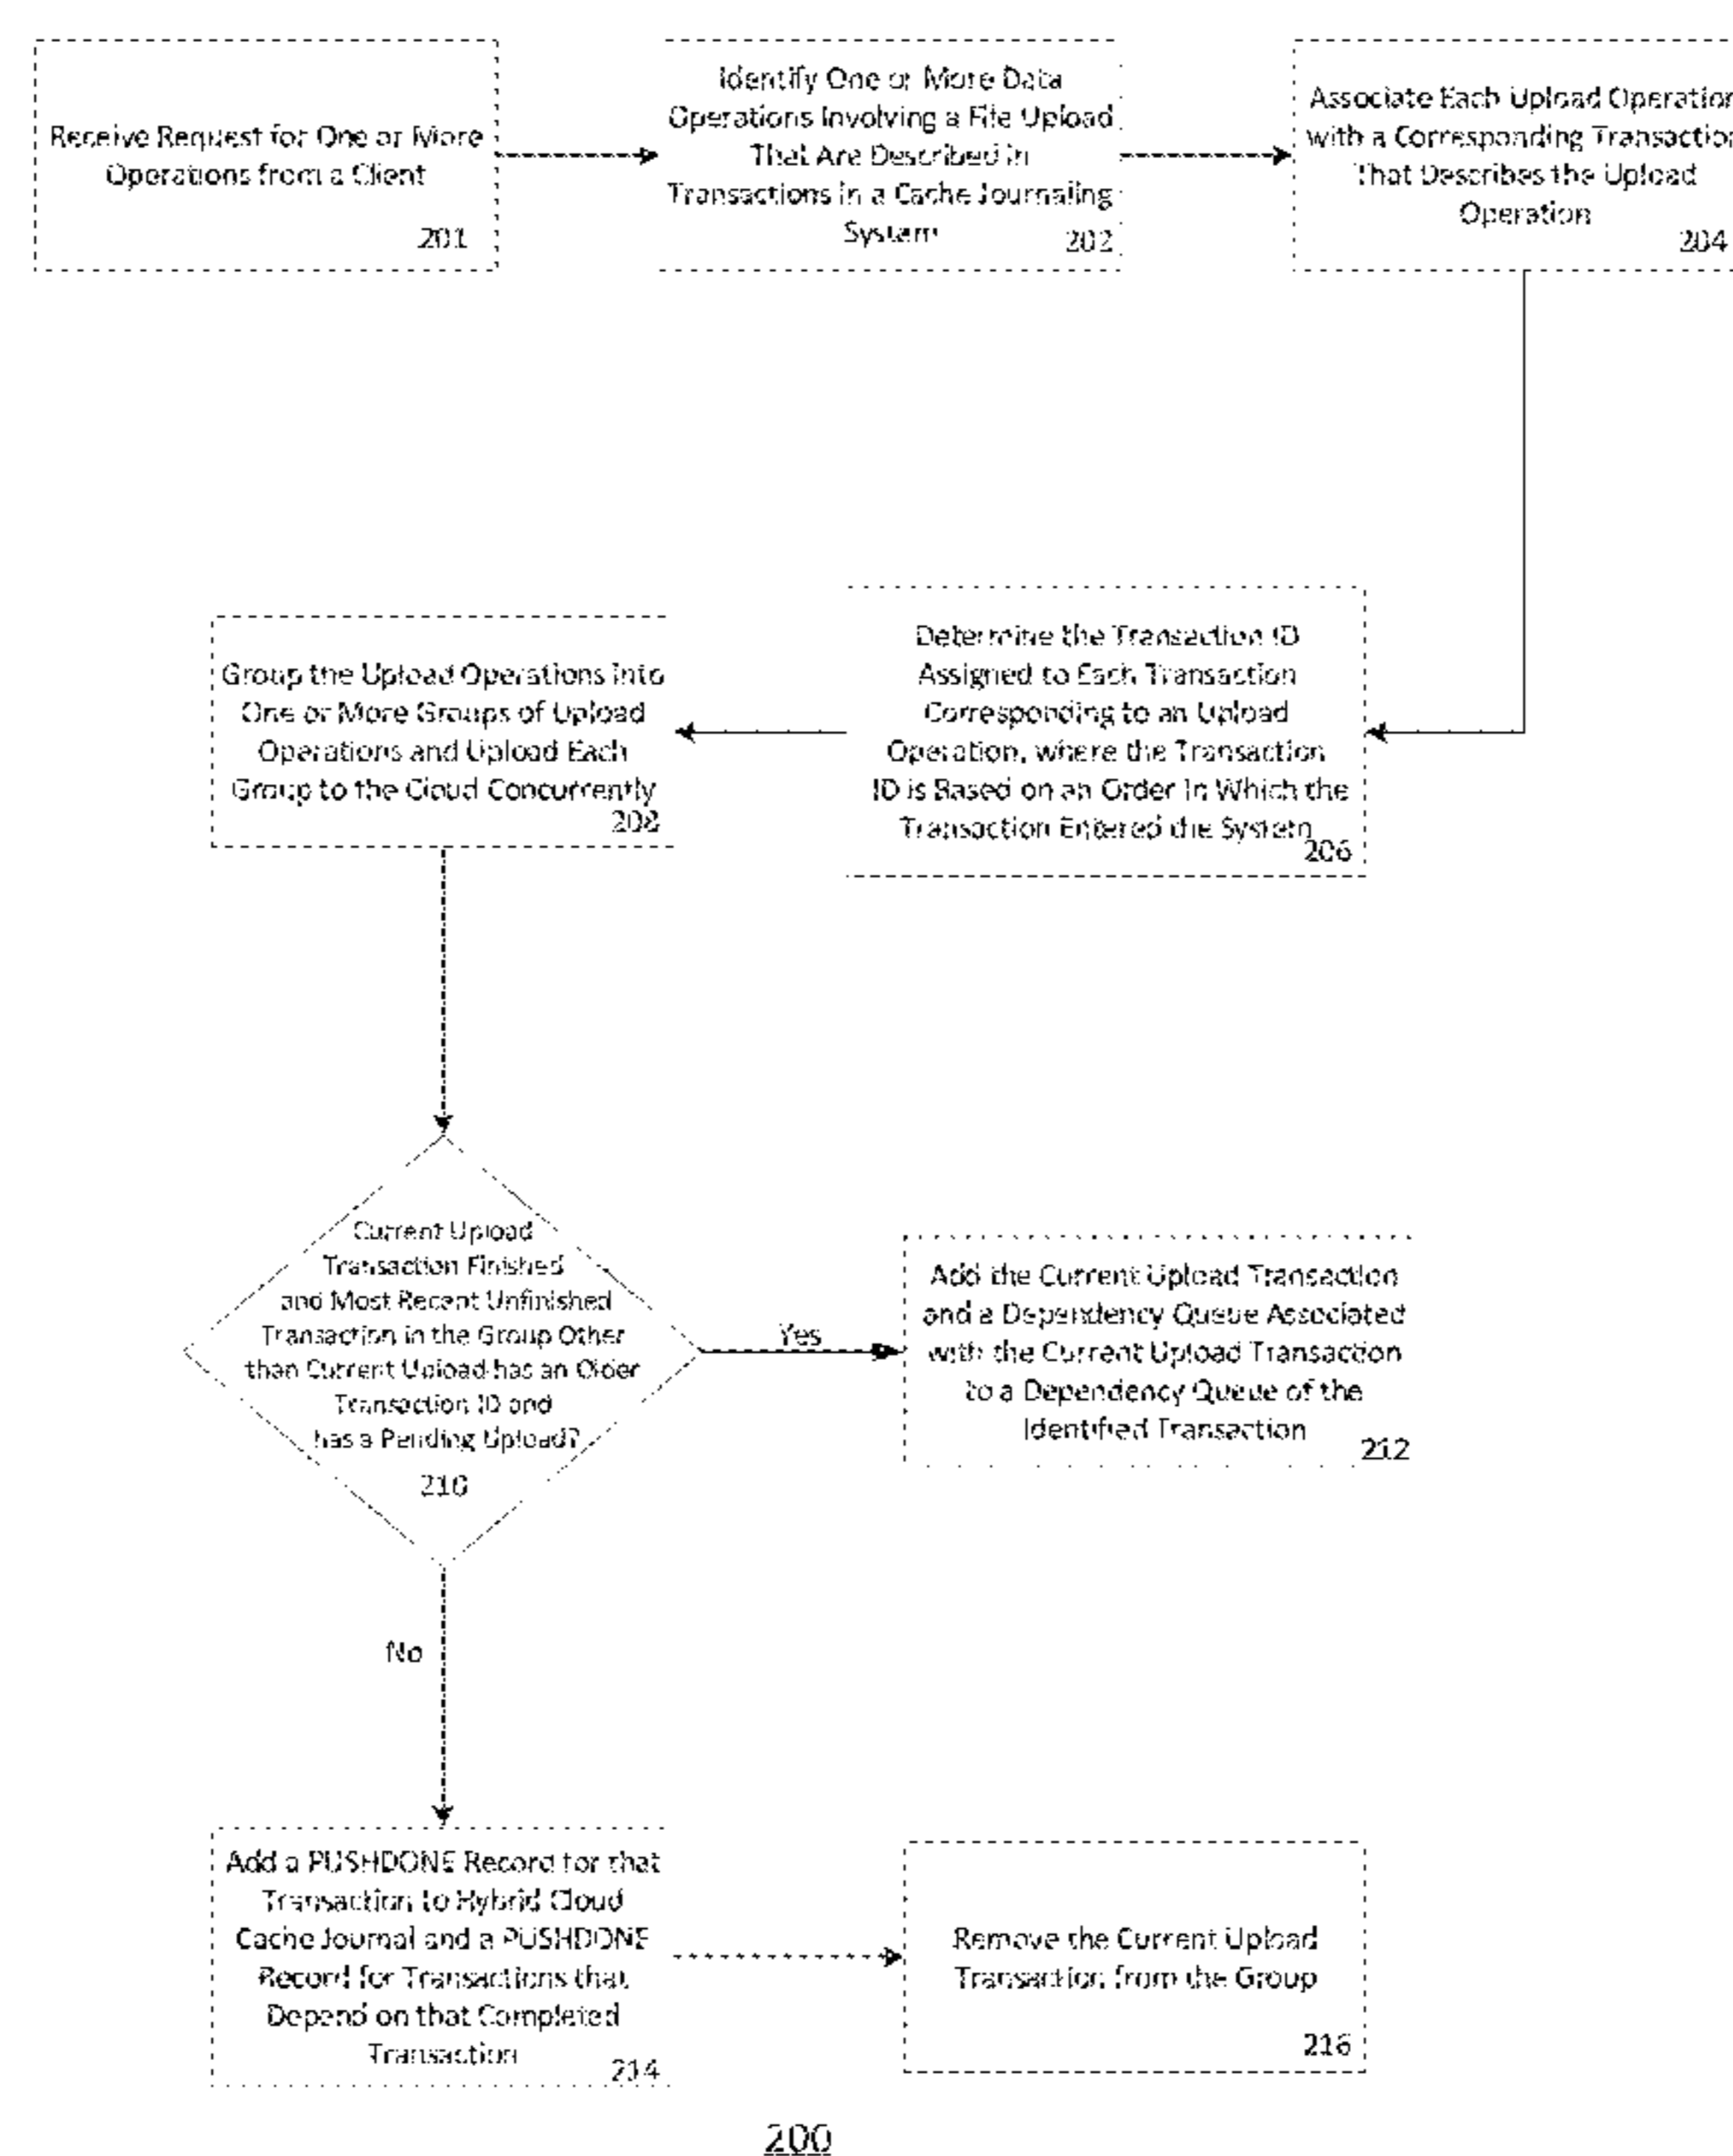 Receive Request for One or More
Operations from a Client
201
Identify One or More Data
Operations Involving a File Upload
That Are Described in
Transactions in a Cache Journaling
System
202
Associate Each Upload Operation
with a Corresponding Transaction
That Describes the Upload
Operation
204
Determine the Transaction ID
Assigned to Each Transaction
Corresponding to an Upload
Operation, where the Transaction
ID is Based on an Order In Which the
Transaction Entered the System
206
Group the Upload Operations Into
One or More Groups of Upload
Operations and Upload Each
Group to the Cloud Concurrently
208
Current Upload
Transaction Finished
and Most Recent Unfinished
Transaction in the Group Other
than Current Upload has an Older
Transaction ID and
has a Pending Upload?
210
Yes
Add the Current Upload Transaction
and a Dependency Queue Associated
with the Current Upload Transaction
to a Dependency Queue of the
Identified Transaction
212
No
Add a PUSHDONE Record for that
Transaction to Hybrid Cloud
Cache Journal and a PUSHDONE
Record for Transactions that
Depend on that Completed
Transaction
214
Remove the Current Upload
Transaction from the Group
216
200